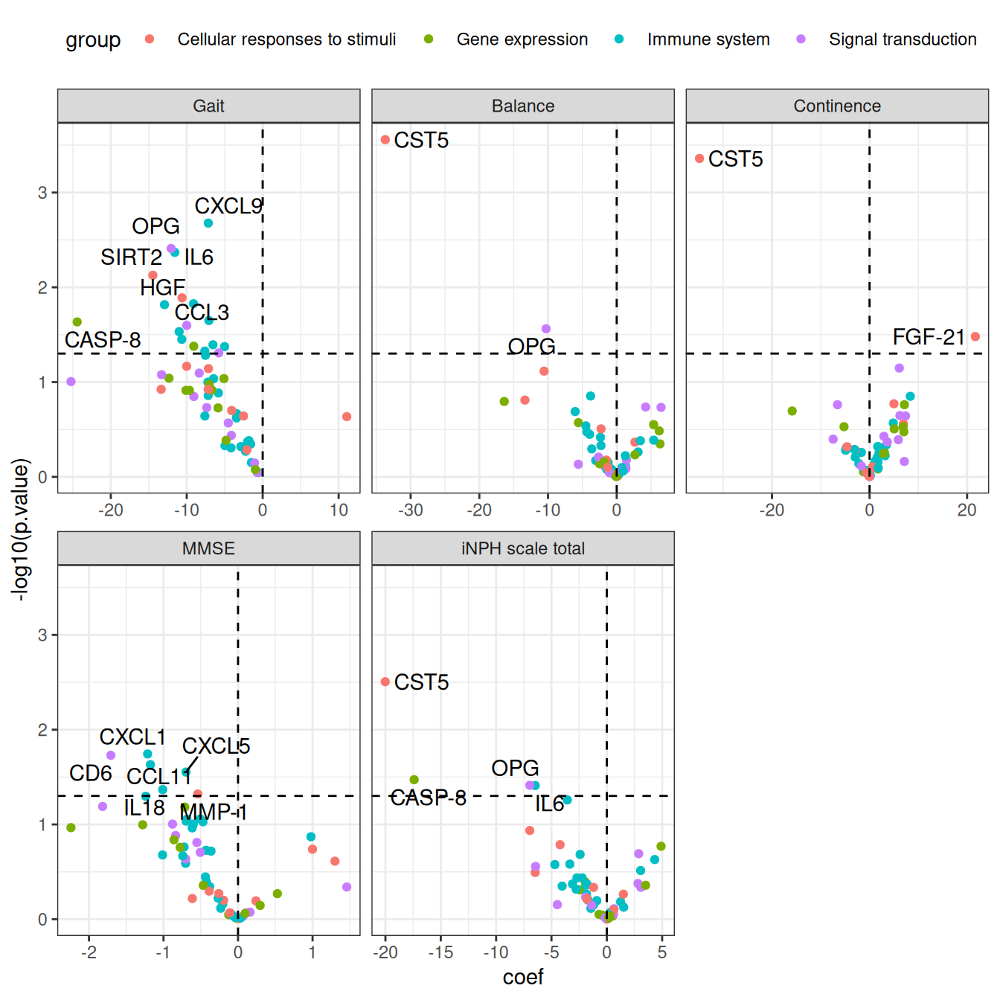 group Cellular responses to stimuli Gene expression Immune system Signal transduction
Gait Balance Continence
CST5
CST5
CXCL9
OPG
SIRT2 IL6
HGF
CCL3
CASP-8
OPG
FGF-21
3
2
1
0
-20 -10 0 10
-30 -20 -10 0
-20 0 20
-log10(p.value)
MMSE iNPH scale total
CXCL1
CXCL5
CD6
CCL11
IL18
MMP-1
CST5
OPG
CASP-8
IL6
3
2
1
0
-2 -1 0 1
-20 -15 -10 -5 0 5
coef